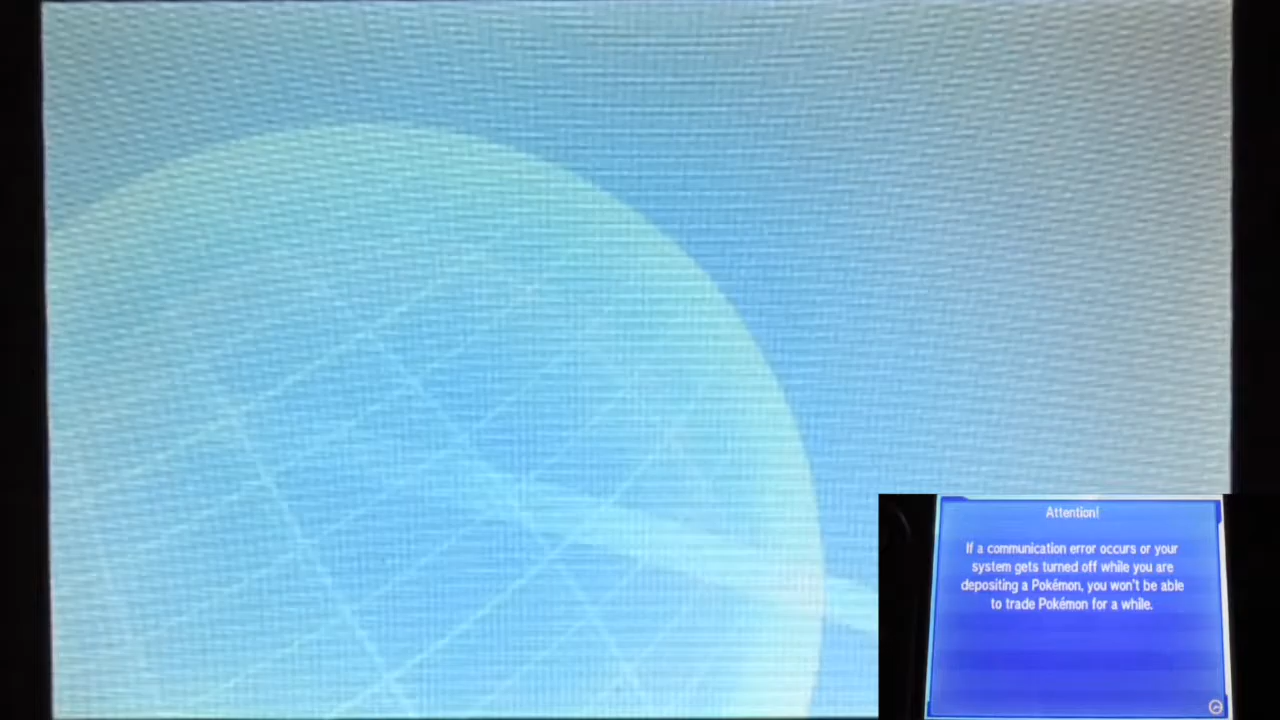 Attention!
If a communication error occurs or your
system gets turned off while you are
depositing a Pokémon, you won't be able
to trade Pokémon for a while.